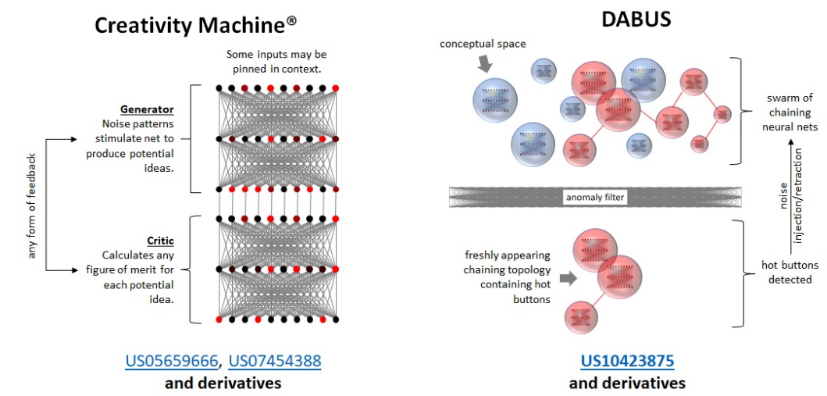 Creativity Machine®
Some inputs may be
pinned in context.
Generator
Noise patterns
stimulate net to
produce potential
ideas.
any form of feedback
Critic
Calculates any
figure of merit for
each potential
idea.
US05659666, US07454388
and derivatives
DABUS
conceptual space
swarm of
chaining
neural nets
anomaly filter
noise
injection/retraction
freshly appearing
chaining topology
containing hot
buttons
hot buttons
detected
US10423875
and derivatives